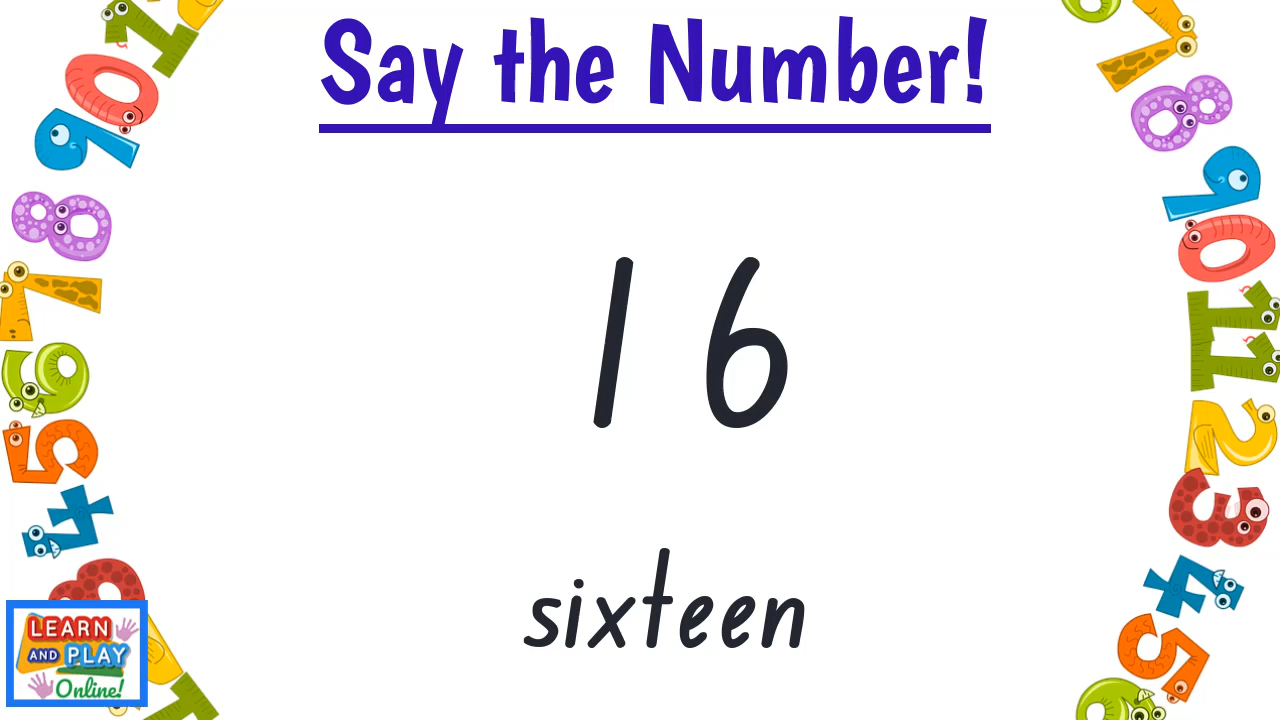 Say the Number!
16
sixteen
LEARN
AND PLAY
Online!